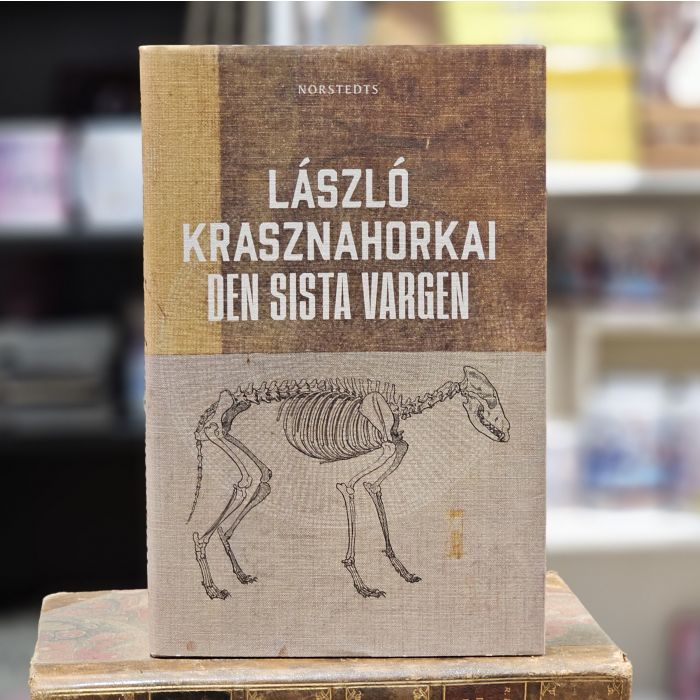 NORSTEDTS
LÁSZLÓ
KRASZNAHORKAI
DEN SISTA VARGEN